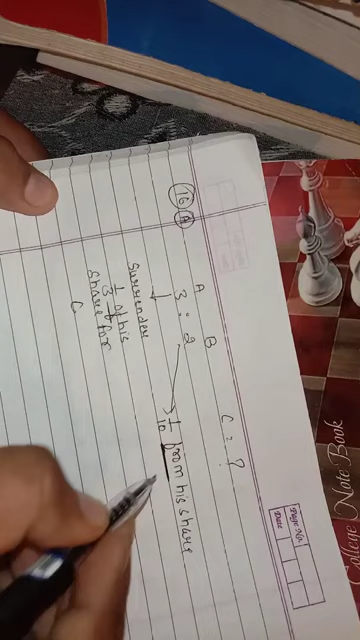 College Note Book
Page No.
Date
16 A
A B C = ?
3 : 2
↓
Surrender
1/3 of his
share for
C
1/10 from his share